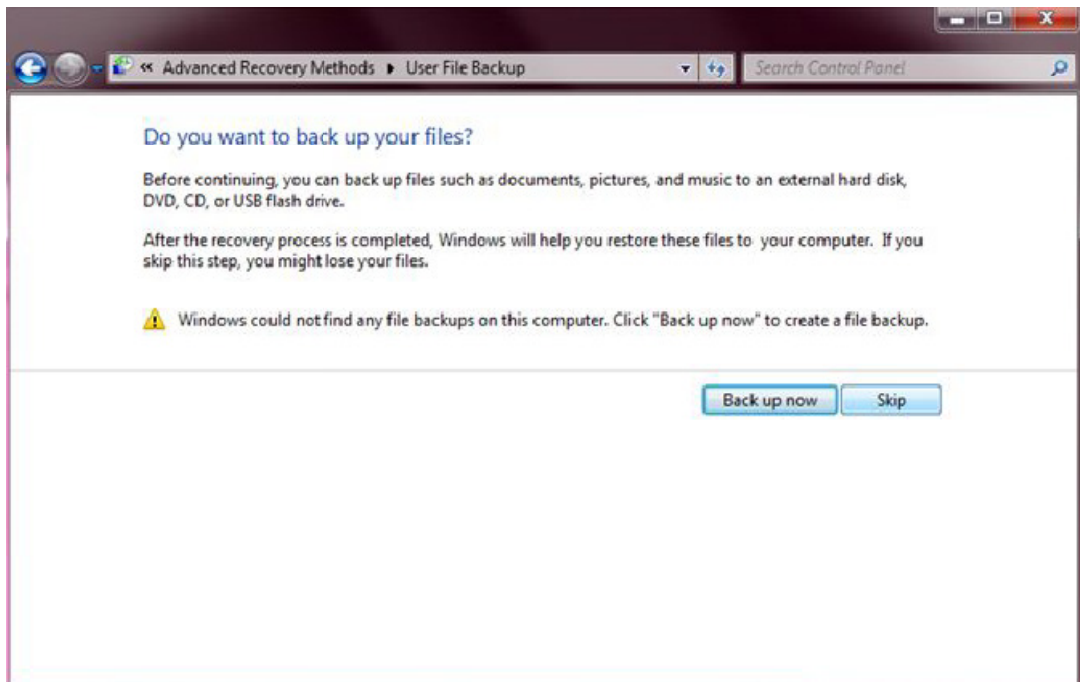 « Advanced Recovery Methods ▸ User File Backup
Search Control Panel
Do you want to back up your files?
Before continuing, you can back up files such as documents, pictures, and music to an external hard disk,
DVD, CD, or USB flash drive.
After the recovery process is completed, Windows will help you restore these files to your computer. If you
skip this step, you might lose your files.
Windows could not find any file backups on this computer. Click "Back up now" to create a file backup.
Back up now
Skip